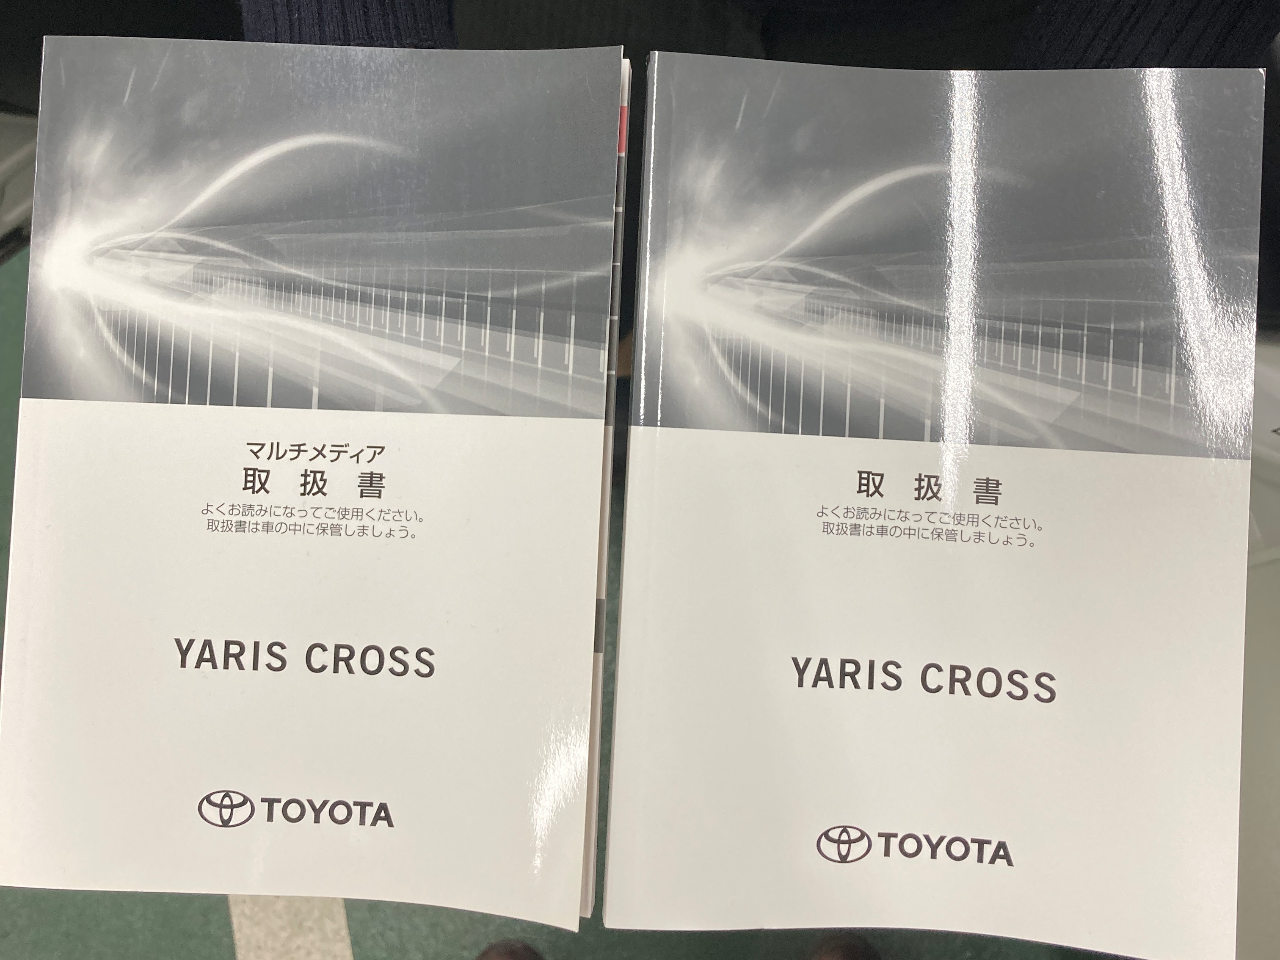 マルチメディア
取扱書
よくお読みになってご使用ください。
取扱書は車の中に保管しましょう。
YARIS CROSS
TOYOTA
取扱書
よくお読みになってご使用ください。
取扱書は車の中に保管しましょう。
YARIS CROSS
TOYOTA